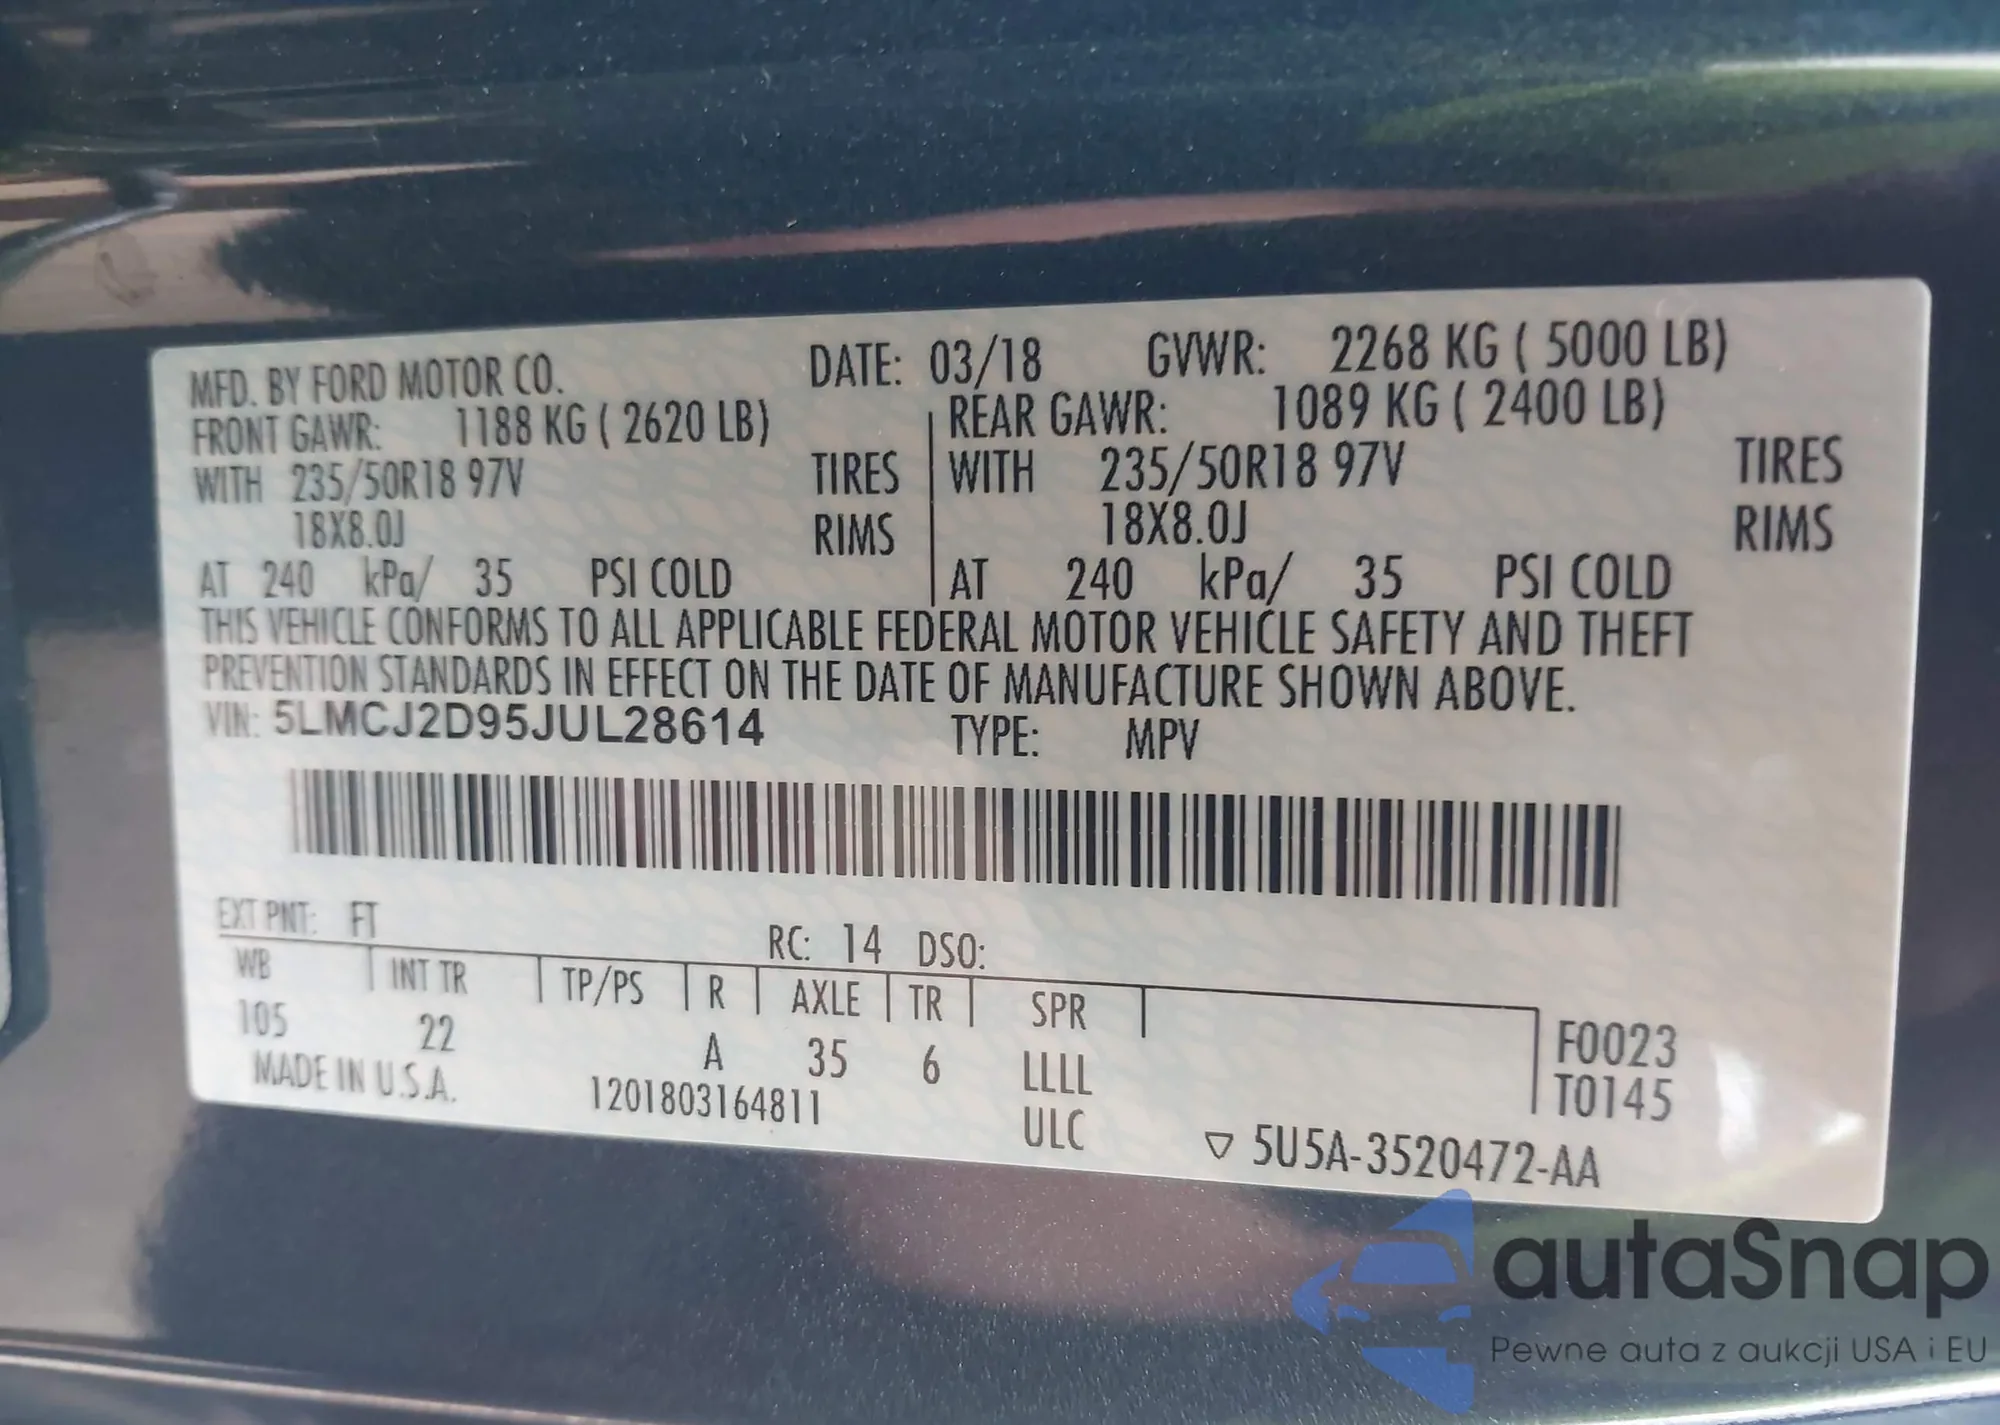 MFD. BY FORD MOTOR CO. DATE: 03/18 GVWR: 2268 KG ( 5000 LB)
FRONT GAWR: 1188 KG ( 2620 LB) REAR GAWR: 1089 KG ( 2400 LB)
WITH 235/50R18 97V TIRES WITH 235/50R18 97V TIRES
18X8.0J RIMS 18X8.0J RIMS
AT 240 kPa/ 35 PSI COLD AT 240 kPa/ 35 PSI COLD
THIS VEHICLE CONFORMS TO ALL APPLICABLE FEDERAL MOTOR VEHICLE SAFETY AND THEFT
PREVENTION STANDARDS IN EFFECT ON THE DATE OF MANUFACTURE SHOWN ABOVE.
VIN: 5LMCJ2D95JUL28614 TYPE: MPV
EXT PNT: FT RC: 14 DSO:
WB INT TR TP/PS R AXLE TR SPR
105 22 A 35 6 LLLL F0023
MADE IN U.S.A. 1201803164811 ULC T0145
▽ 5U5A-3520472-AA
autaSnap
Pewne auta z aukcji USA i EU